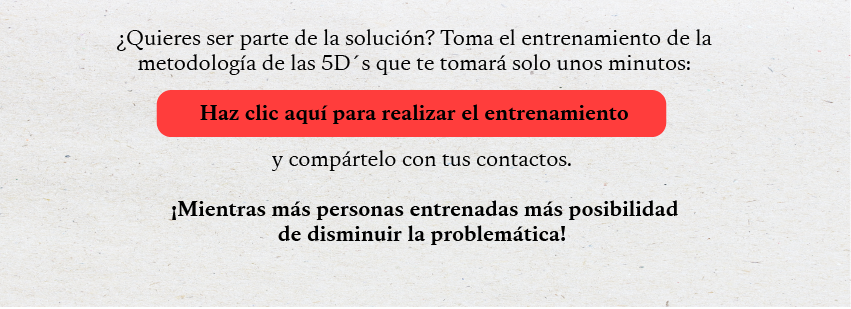 ¿Quieres ser parte de la solución? Toma el entrenamiento de la
metodología de las 5D´s que te tomará solo unos minutos:
Haz clic aquí para realizar el entrenamiento
y compártelo con tus contactos.
¡Mientras más personas entrenadas más posibilidad
de disminuir la problemática!